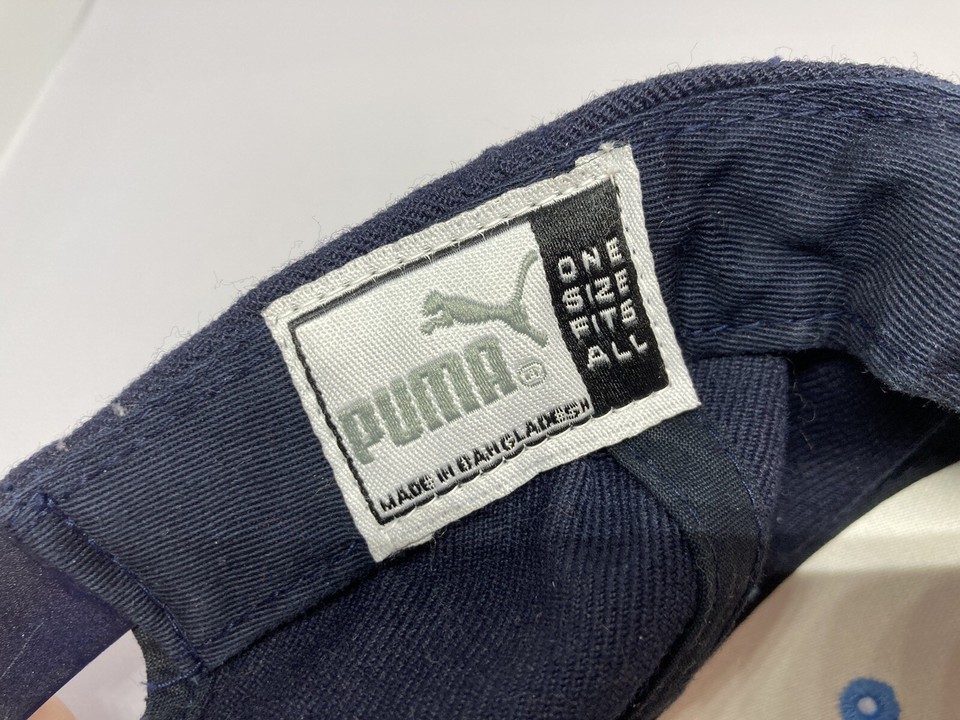 PUMA®
MADE IN BANGLADESH
ONE
SIZE
FITS
ALL